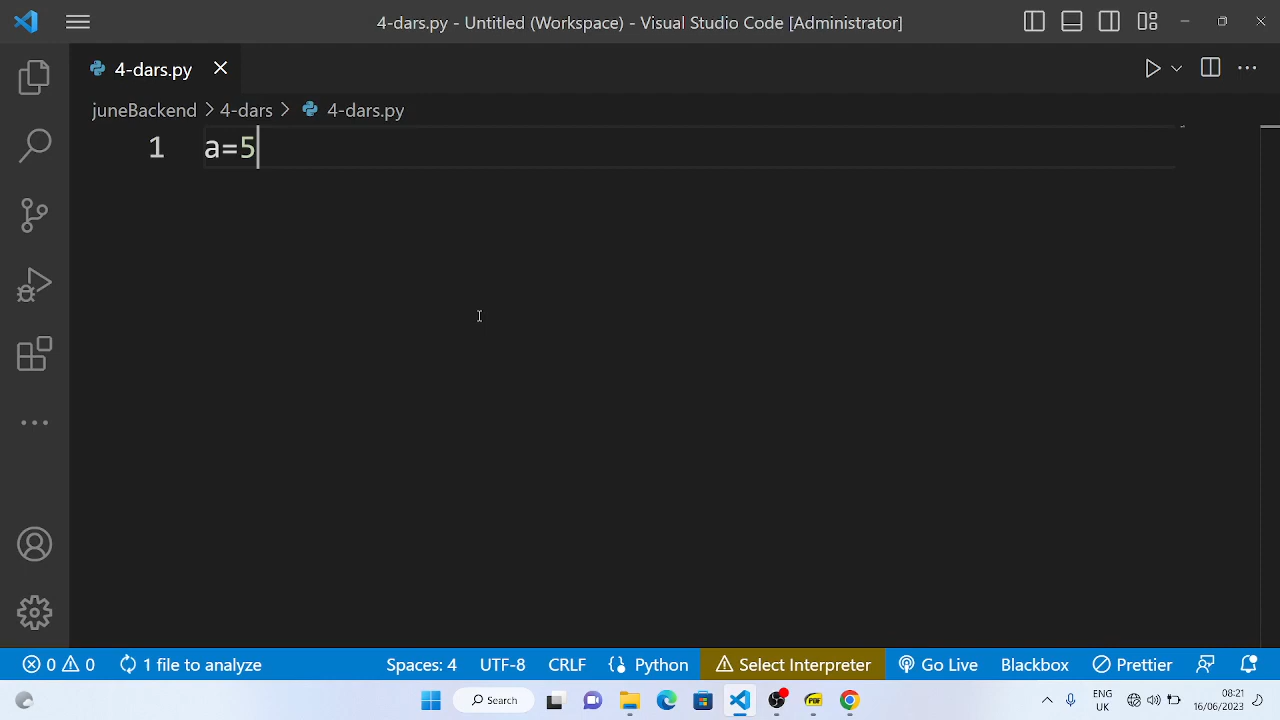 4-dars.py - Untitled (Workspace) - Visual Studio Code [Administrator]
4-dars.py
juneBackend > 4-dars > 4-dars.py
1 a=5
0 0 1 file to analyze Spaces: 4 UTF-8 CRLF Python Select Interpreter Go Live Blackbox Prettier
Search ENG 08:21
UK 16/06/2023